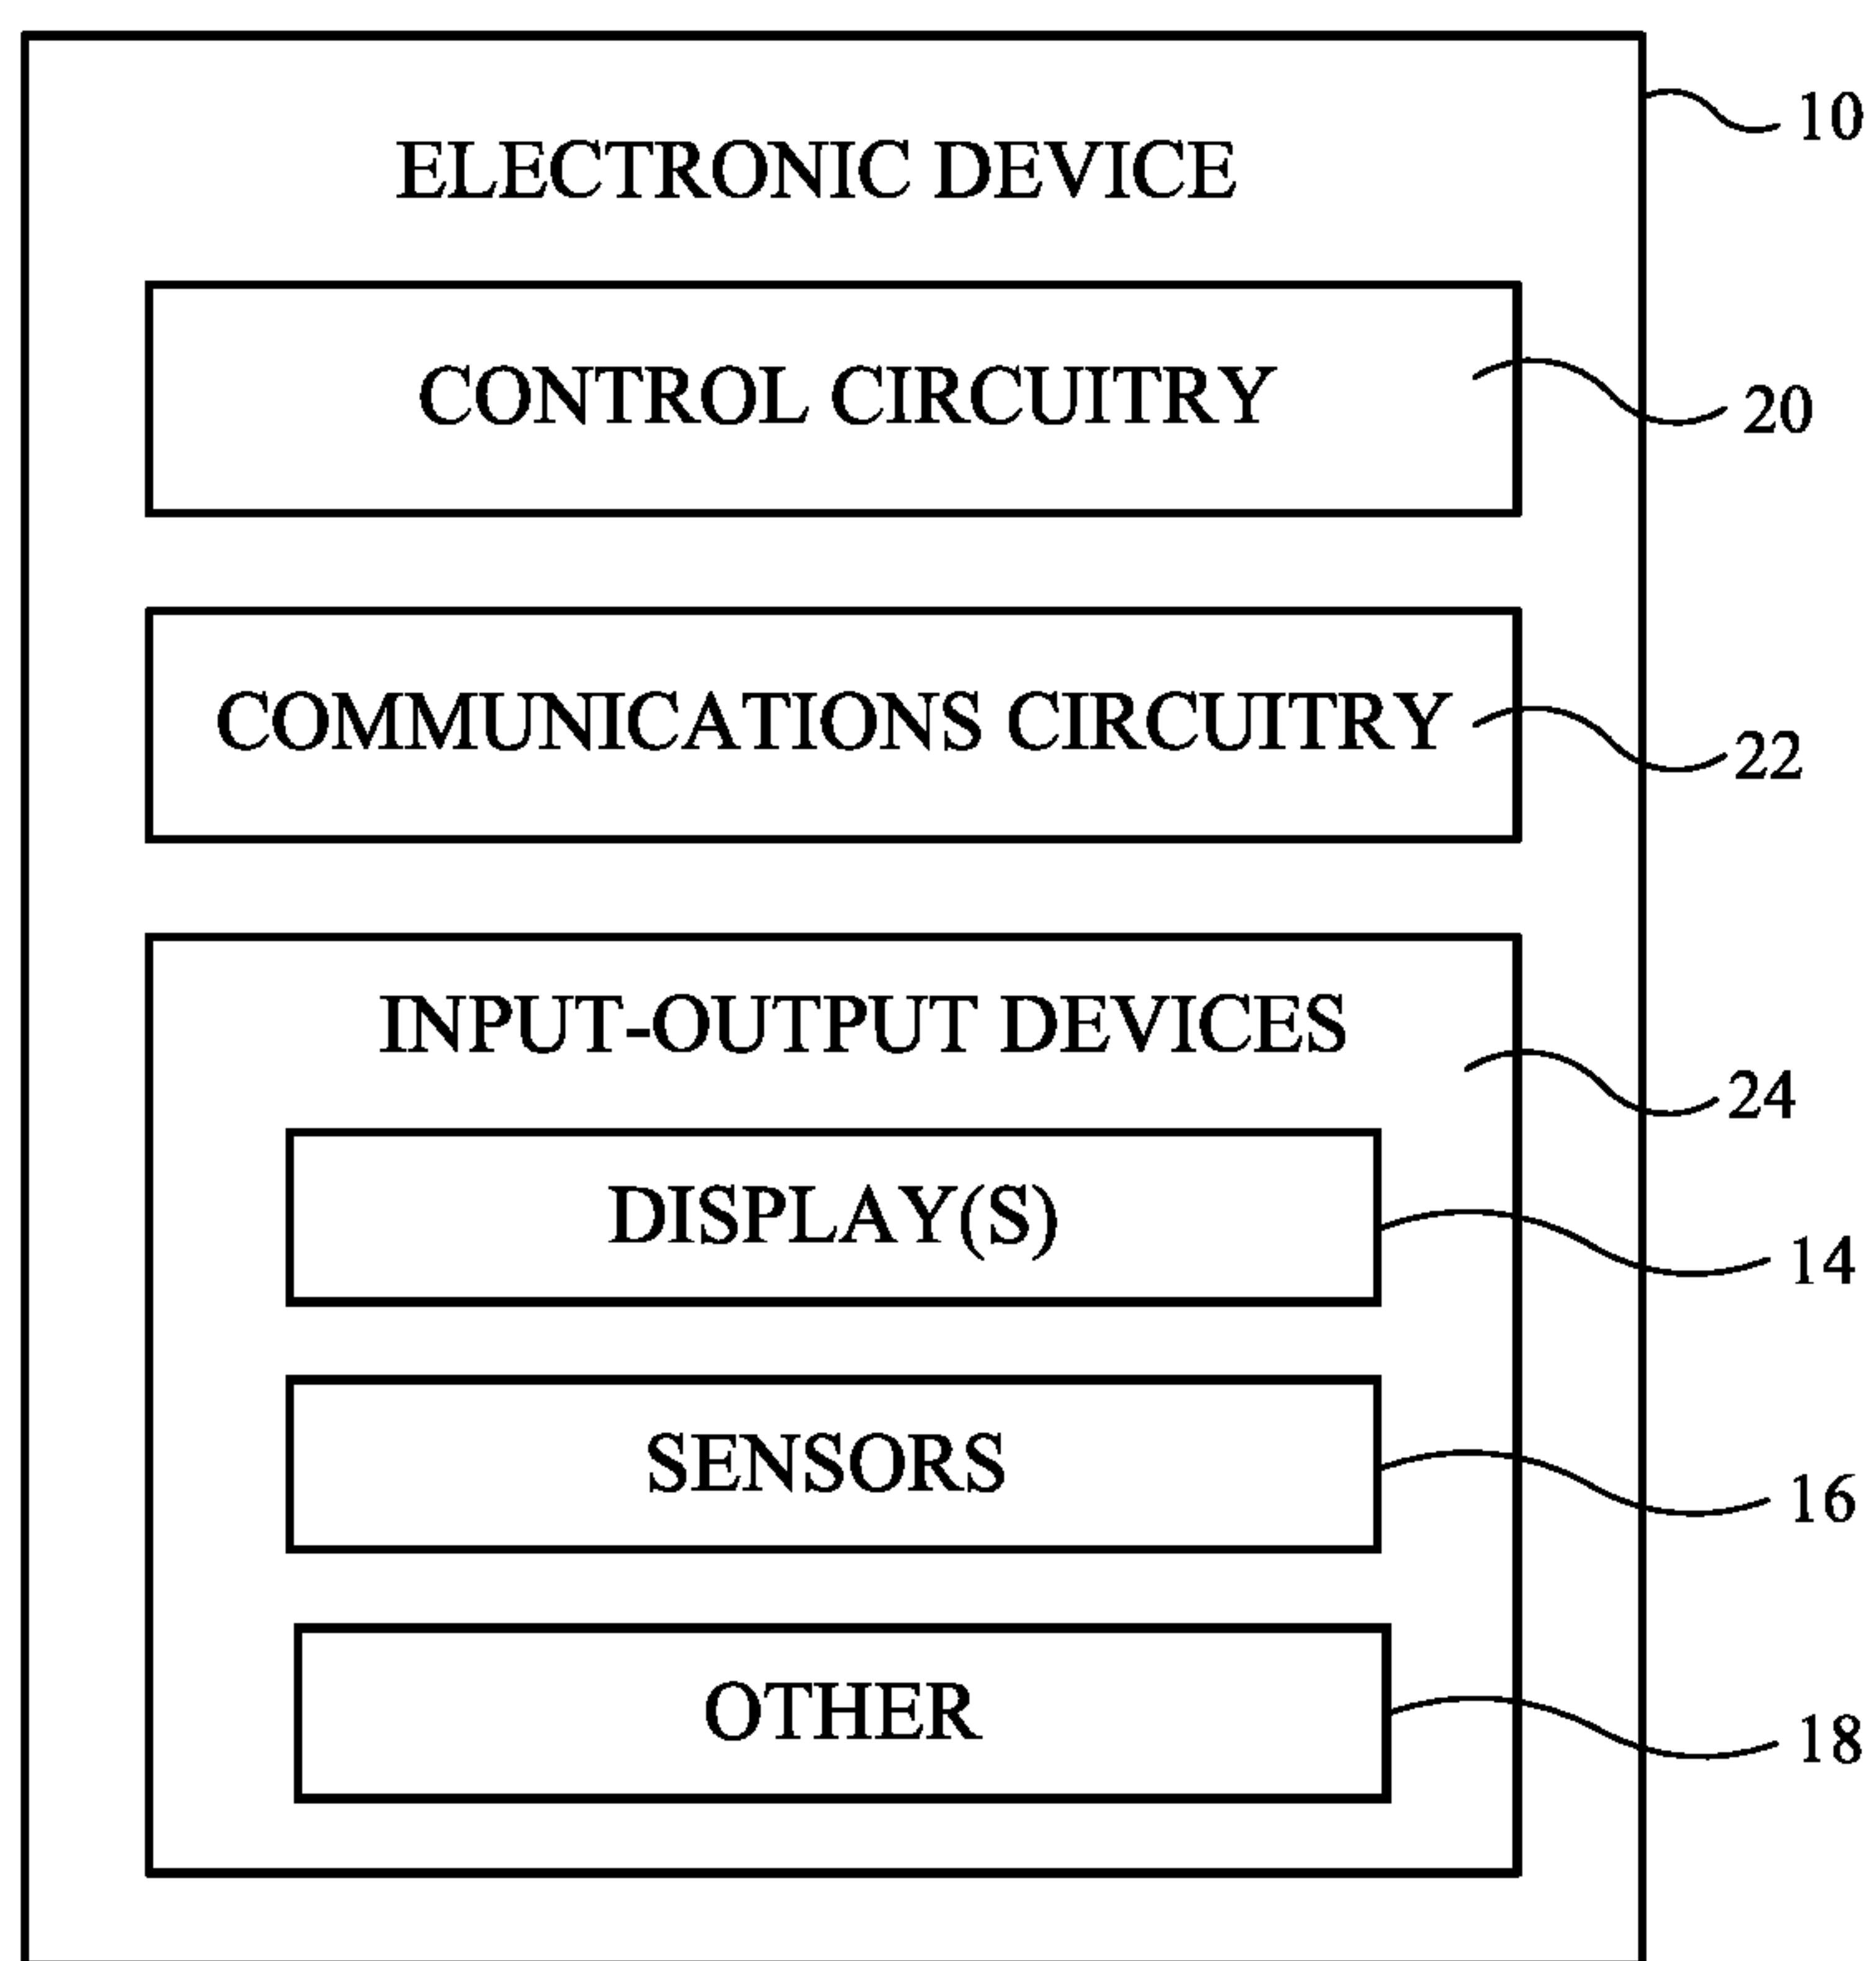 10
ELECTRONIC DEVICE
CONTROL CIRCUITRY
20
COMMUNICATIONS CIRCUITRY
22
INPUT-OUTPUT DEVICES
24
DISPLAY(S)
14
SENSORS
16
OTHER
18